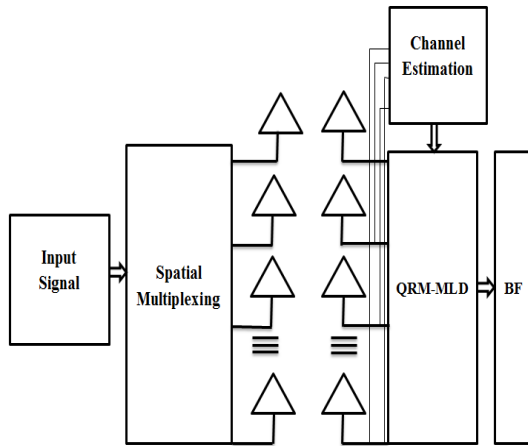 Channel
Estimation
Input
Signal
Spatial
Multiplexing
QRM-MLD
BF